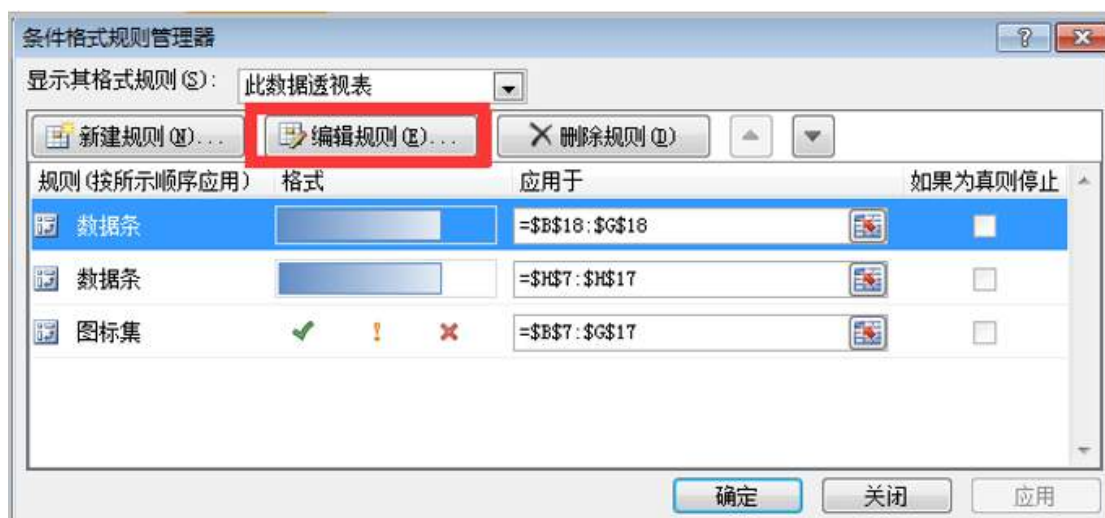 条件格式规则管理器
显示其格式规则(S): 此数据透视表
新建规则(N)... 编辑规则(E)... 删除规则(D)
规则(按所示顺序应用) 格式 应用于 如果为真则停止
数据条 =$B$18:$G$18
数据条 =$H$7:$H$17
图标集 =$B$7:$G$17
确定 关闭 应用